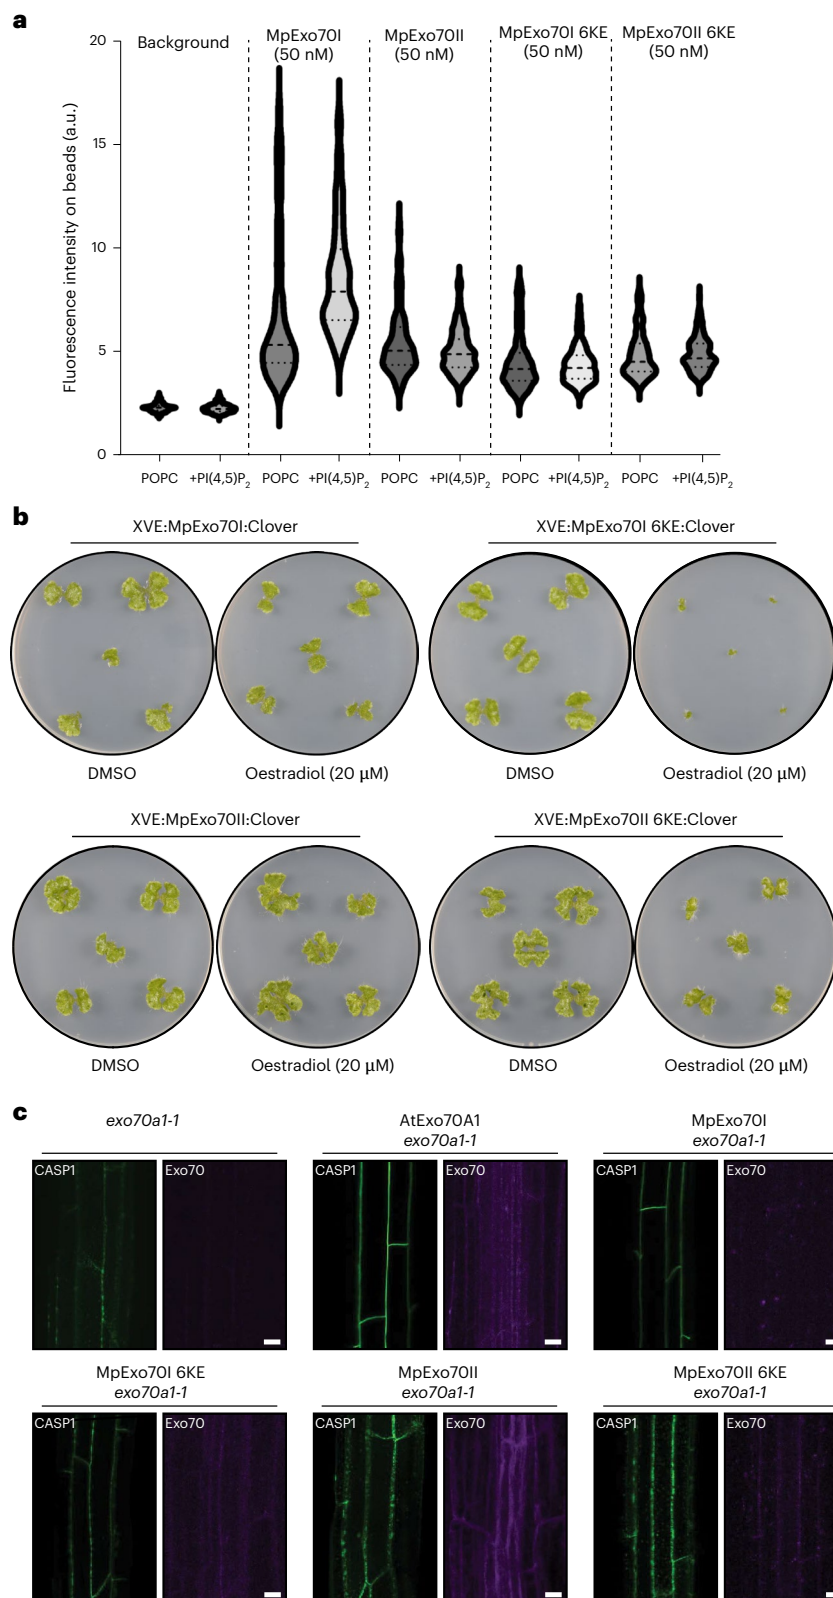 a
20
15
10
5
0
Fluorescence intensity on beads (a.u.)
Background
MpExo70I
(50 nM)
MpExo70II
(50 nM)
MpExo70I 6KE
(50 nM)
MpExo70II 6KE
(50 nM)
POPC +PI(4,5)P2 POPC +PI(4,5)P2 POPC +PI(4,5)P2 POPC +PI(4,5)P2 POPC +PI(4,5)P2
b
XVE:MpExo70I:Clover
XVE:MpExo70I 6KE:Clover
DMSO
Oestradiol (20 μM)
DMSO
Oestradiol (20 μM)
XVE:MpExo70II:Clover
XVE:MpExo70II 6KE:Clover
DMSO
Oestradiol (20 μM)
DMSO
Oestradiol (20 μM)
c
exo70a1-1
CASP1
Exo70
AtExo70A1
exo70a1-1
CASP1
Exo70
MpExo70I
exo70a1-1
CASP1
Exo70
MpExo70I 6KE
exo70a1-1
CASP1
Exo70
MpExo70II
exo70a1-1
CASP1
Exo70
MpExo70II 6KE
exo70a1-1
CASP1
Exo70